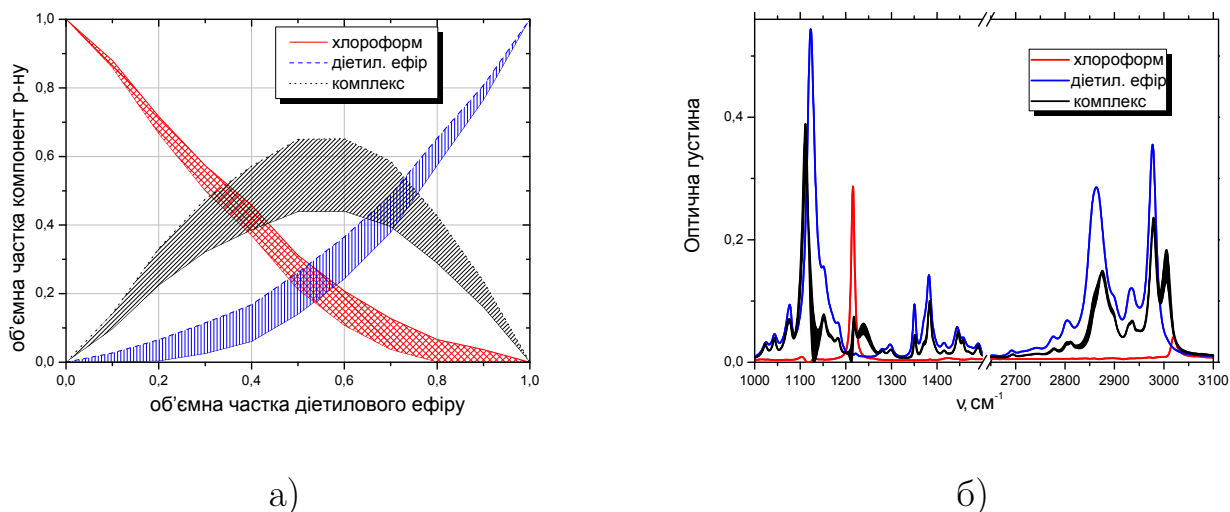 об'ємна частка компонент р-ну
1,0
0,8
0,6
0,4
0,2
0,0
хлороформ
діетил. ефір
комплекс
0,0 0,2 0,4 0,6 0,8 1,0
об'ємна частка діетилового ефіру
а)
Оптична густина
0,4
0,2
0,0
хлороформ
діетил. ефір
комплекс
1000 1100 1200 1300 1400 2700 2800 2900 3000 3100
ν, см⁻¹
б)